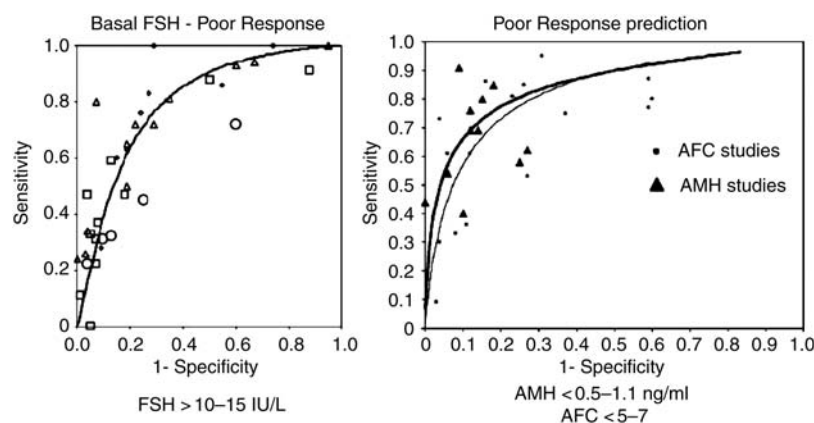 Basal FSH - Poor Response
1.0
0.8
0.6
0.4
0.2
0
Sensitivity
0.0 0.2 0.4 0.6 0.8 1.0
1- Specificity
FSH > 10–15 IU/L
Poor Response prediction
1.0
0.9
0.8
0.7
0.6
0.5
0.4
0.3
0.2
0.1
0
Sensitivity
AFC studies
AMH studies
0 0.1 0.2 0.3 0.4 0.5 0.6 0.7 0.8 0.9 1.0
1- Specificity
AMH <0.5–1.1 ng/ml
AFC <5–7